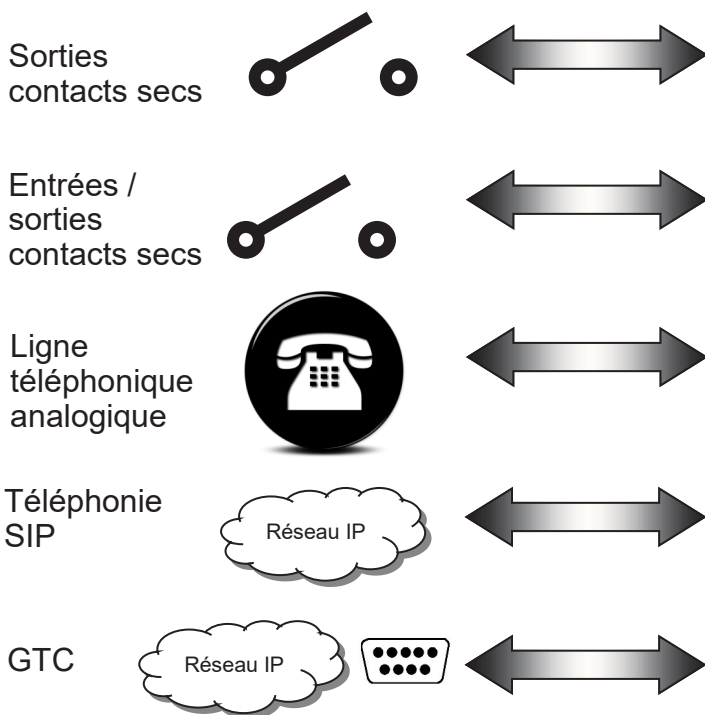 Sorties
contacts secs
Entrées /
sorties
contacts secs
Ligne
téléphonique
analogique
Téléphonie
SIP
Réseau IP
GTC
Réseau IP